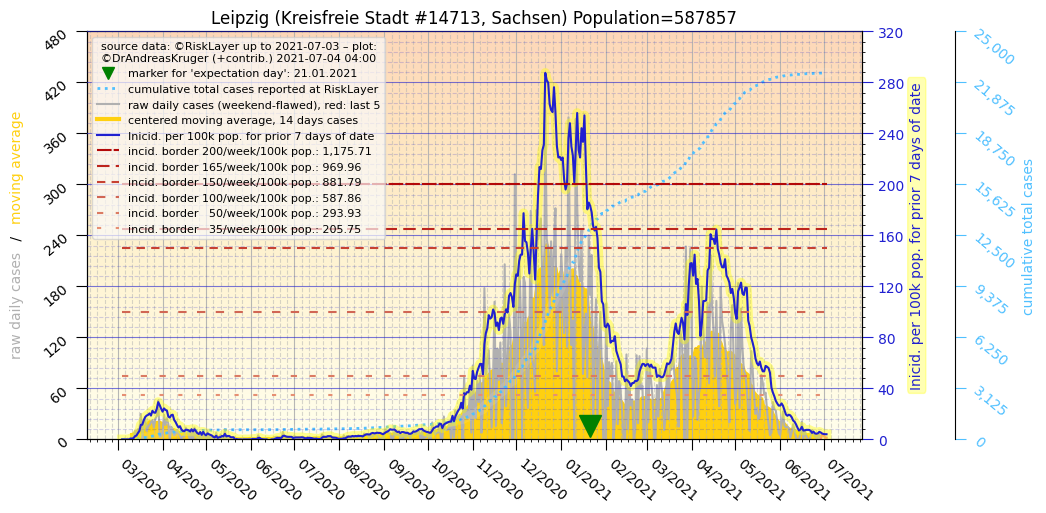 Leipzig (Kreisfreie Stadt #14713, Sachsen) Population=587857
source data: ©RiskLayer up to 2021-07-03 – plot:
©DrAndreasKruger (+contrib.) 2021-07-04 04:00
marker for 'expectation day': 21.01.2021
cumulative total cases reported at RiskLayer
raw daily cases (weekend-flawed), red: last 5
centered moving average, 14 days cases
Inicid. per 100k pop. for prior 7 days of date
incid. border 200/week/100k pop.: 1,175.71
incid. border 165/week/100k pop.: 969.96
incid. border 150/week/100k pop.: 881.79
incid. border 100/week/100k pop.: 587.86
incid. border 50/week/100k pop.: 293.93
incid. border 35/week/100k pop.: 205.75
raw daily cases / moving average
480
420
360
300
240
180
120
60
0
320
280
240
200
160
120
80
40
0
Inicid. per 100k pop. for prior 7 days of date
25,000
21,875
18,750
15,625
12,500
9,375
6,250
3,125
0
cumulative total cases
03/2020
04/2020
05/2020
06/2020
07/2020
08/2020
09/2020
10/2020
11/2020
12/2020
01/2021
02/2021
03/2021
04/2021
05/2021
06/2021
07/2021